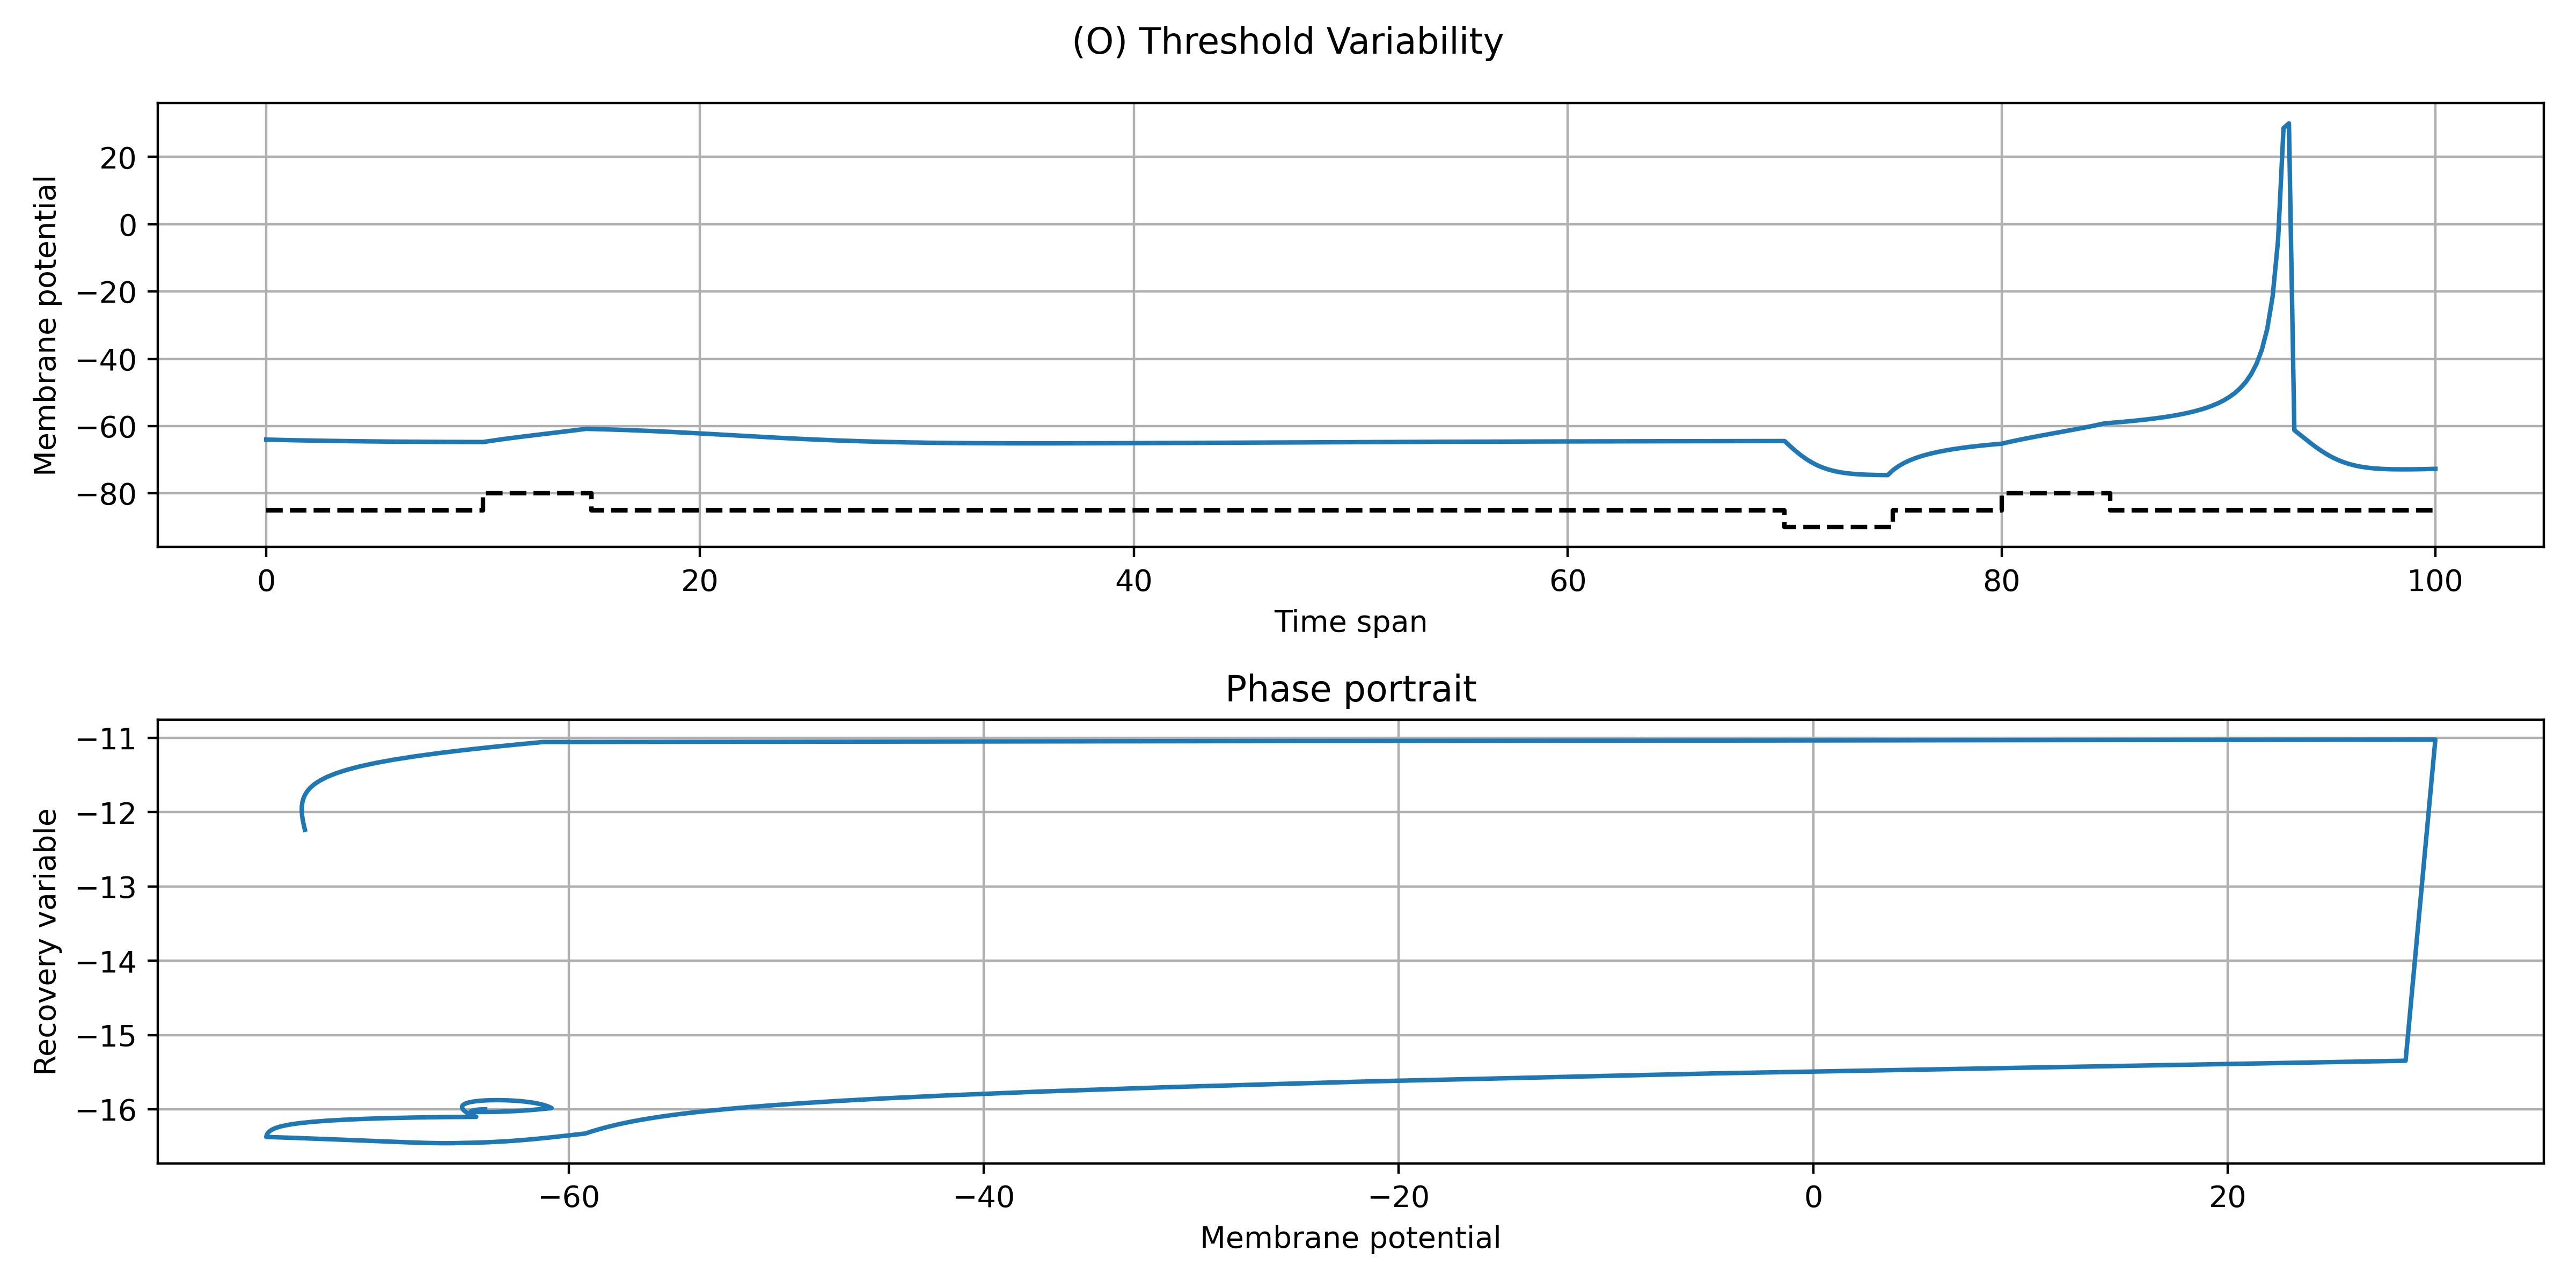 (O) Threshold Variability
Membrane potential
20
0
−20
−40
−60
−80
0 20 40 60 80 100
Time span
Phase portrait
Recovery variable
−11
−12
−13
−14
−15
−16
−60 −40 −20 0 20
Membrane potential